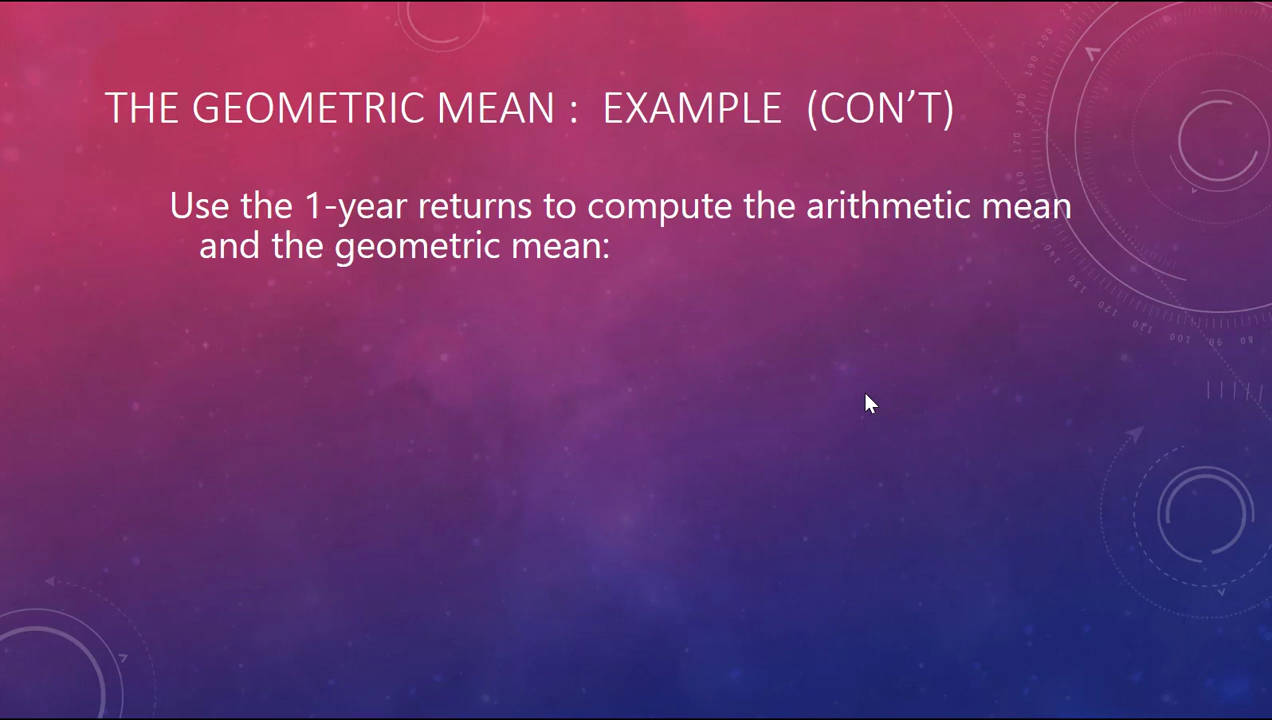 THE GEOMETRIC MEAN : EXAMPLE (CON’T)
Use the 1-year returns to compute the arithmetic mean
and the geometric mean: